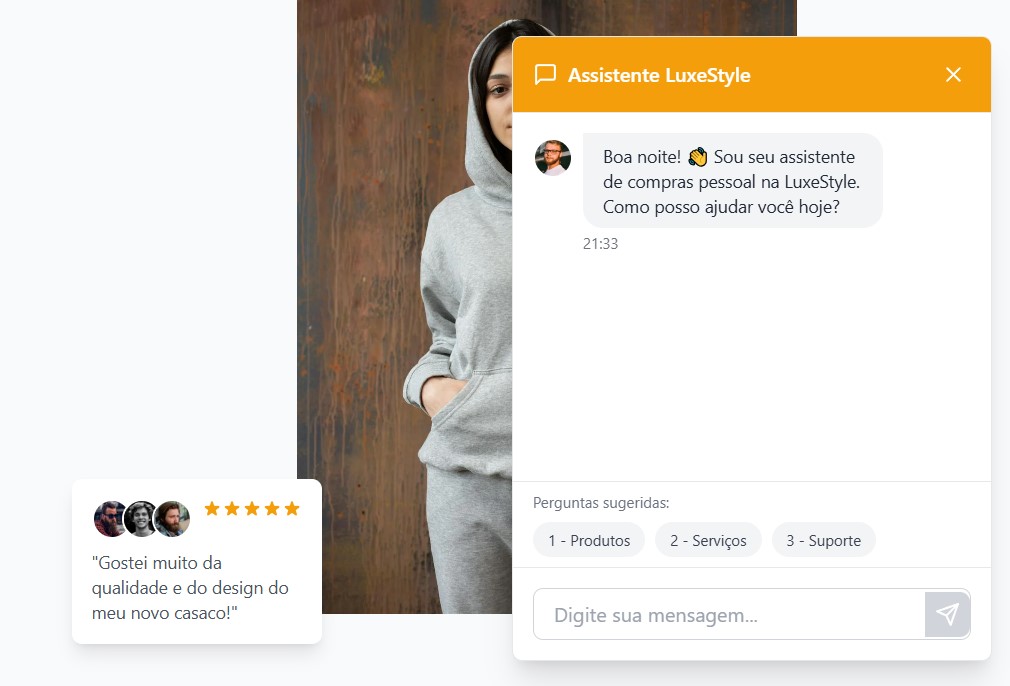 Assistente LuxeStyle
Boa noite! 👋 Sou seu assistente
de compras pessoal na LuxeStyle.
Como posso ajudar você hoje?
21:33
Perguntas sugeridas:
1 - Produtos
2 - Serviços
3 - Suporte
Digite sua mensagem...
"Gostei muito da
qualidade e do design do
meu novo casaco!"